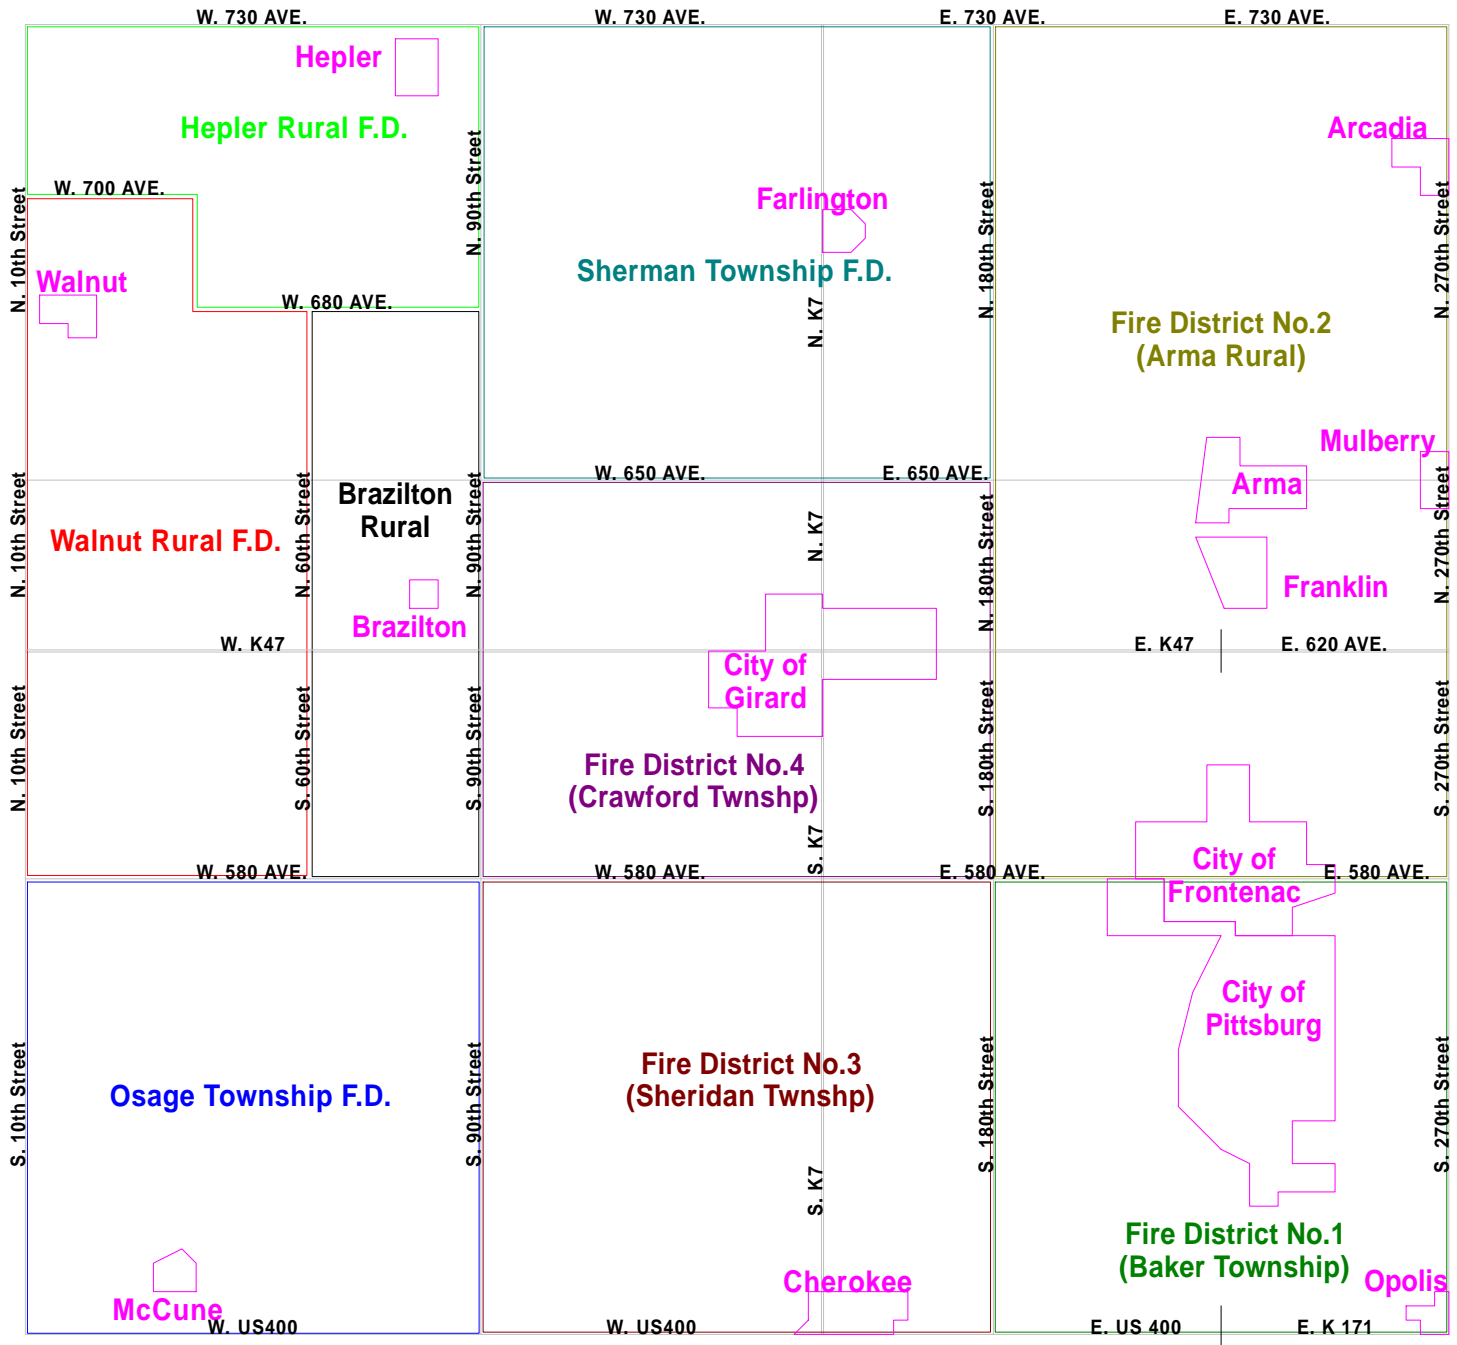 W. 730 AVE.
W. 730 AVE.
E. 730 AVE.
E. 730 AVE.
Hepler
Hepler Rural F.D.
Arcadia
W. 700 AVE.
N. 10th Street
N. 90th Street
Farlington
N. 180th Street
N. 270th Street
Walnut
Sherman Township F.D.
W. 680 AVE.
N. K7
Fire District No.2
(Arma Rural)
Mulberry
W. 650 AVE.
E. 650 AVE.
Arma
Brazilton
Rural
N. 10th Street
Walnut Rural F.D.
N. 60th Street
N. 90th Street
N. K7
N. 180th Street
N. 270th Street
Franklin
Brazilton
W. K47
E. K47
E. 620 AVE.
City of
Girard
N. 10th Street
S. 60th Street
S. 90th Street
S. 180th Street
S. 270th Street
Fire District No.4
(Crawford Twnshp)
S. K7
City of
Frontenac
W. 580 AVE.
W. 580 AVE.
E. 580 AVE.
E. 580 AVE.
City of
Pittsburg
S. 10th Street
Osage Township F.D.
S. 90th Street
Fire District No.3
(Sheridan Twnshp)
S. 180th Street
S. 270th Street
S. K7
Fire District No.1
(Baker Township)
McCune
Cherokee
Opolis
W. US400
W. US400
E. US 400
E. K 171